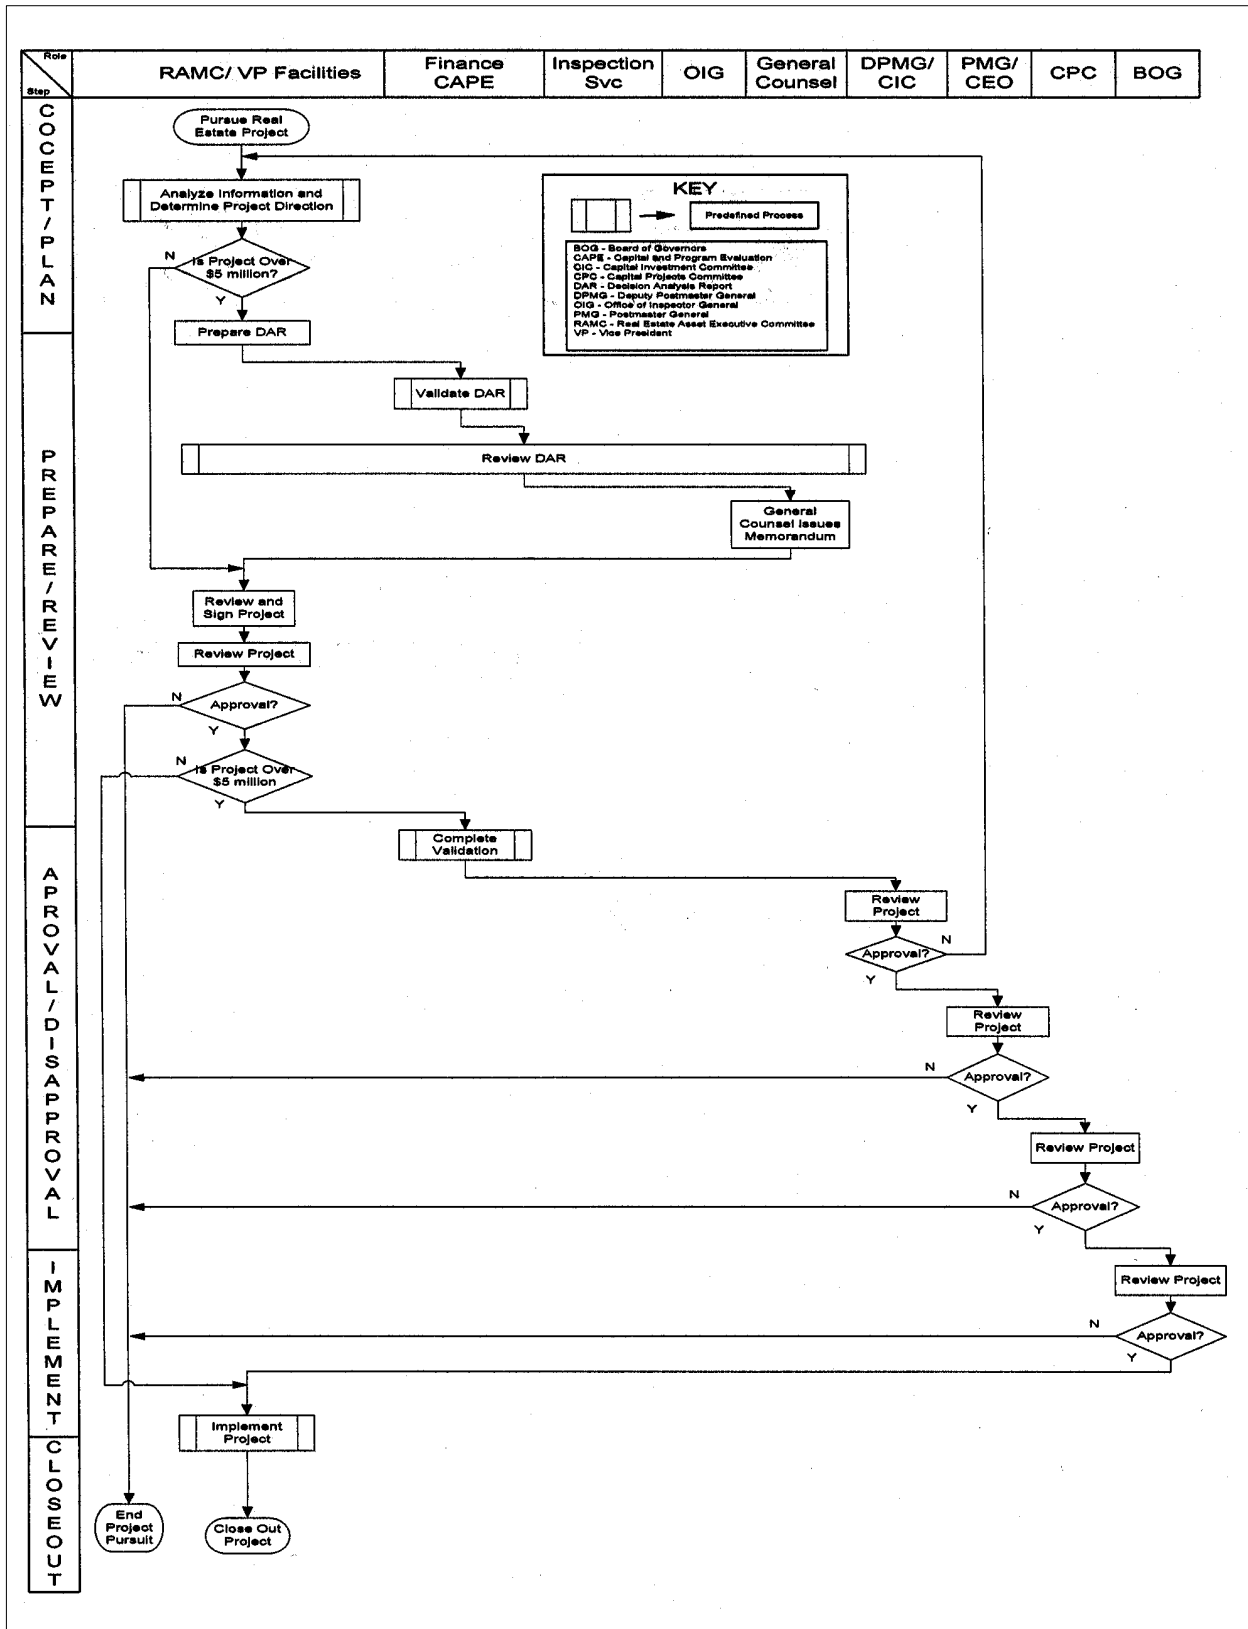 Role
Step
RAMC/ VP Facilities
Finance
CAPE
Inspection
Svc
OIG
General
Counsel
DPMG/
CIC
PMG/
CEO
CPC
BOG
COCEPT/PLAN
Pursue Real
Estate Project
Analyze Information and
Determine Project Direction
KEY
Predefined Process
BOG - Board of Governors
CAPE - Capital and Program Evaluation
CIC - Capital Investment Committee
CPC - Capital Projects Committee
DAR - Decision Analysis Report
DPMG - Deputy Postmaster General
OIG - Office of Inspector General
PMG - Postmaster General
RAMC - Real Estate Asset Executive Committee
VP - Vice President
N
Is Project Over
$5 million?
Y
Prepare DAR
PREPARE/REVIEW
Validate DAR
Review DAR
General
Counsel Issues
Memorandum
Review and
Sign Project
Review Project
N
Approval?
Y
N
Is Project Over
$5 million
Y
APROVAL/DISAPPROVAL
Complete
Validation
Review
Project
Approval?
N
Y
Review
Project
N
Approval?
Y
Review Project
N
Approval?
Y
IMPLEMENT
Review Project
N
Approval?
Y
Implement
Project
CLOSEOUT
End
Project
Pursuit
Close Out
Project